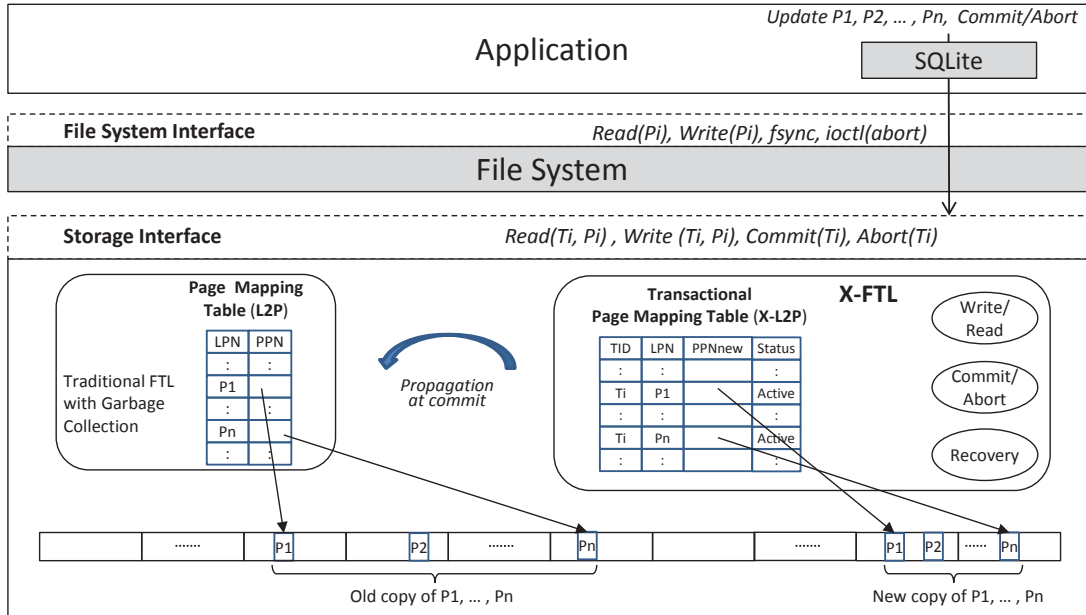 Update P1, P2, ... , Pn, Commit/Abort
Application
SQLite
File System Interface
Read(Pi), Write(Pi), fsync, ioctl(abort)
File System
Storage Interface
Read(Ti, Pi) , Write (Ti, Pi), Commit(Ti), Abort(Ti)
Page Mapping
Table (L2P)
LPN PPN
: :
P1
: :
Pn
: :
Traditional FTL
with Garbage
Collection
Propagation
at commit
Transactional
Page Mapping Table (X-L2P)
X-FTL
TID LPN PPNnew Status
: : :
Ti P1 Active
: : :
Ti Pn Active
: : :
Write/
Read
Commit/
Abort
Recovery
....... P1 P2 ....... Pn ....... P1 P2 ...... Pn
Old copy of P1, ... , Pn
New copy of P1, ... , Pn